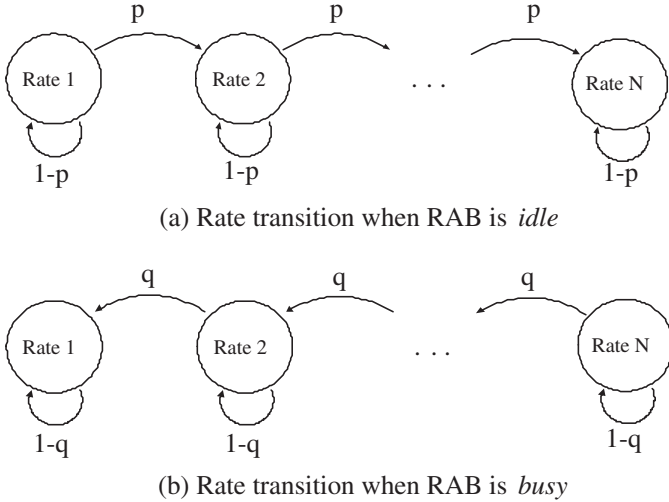 p p p
Rate 1 Rate 2 . . . Rate N
1-p 1-p 1-p
(a) Rate transition when RAB is idle
q q q
Rate 1 Rate 2 . . . Rate N
1-q 1-q 1-q
(b) Rate transition when RAB is busy